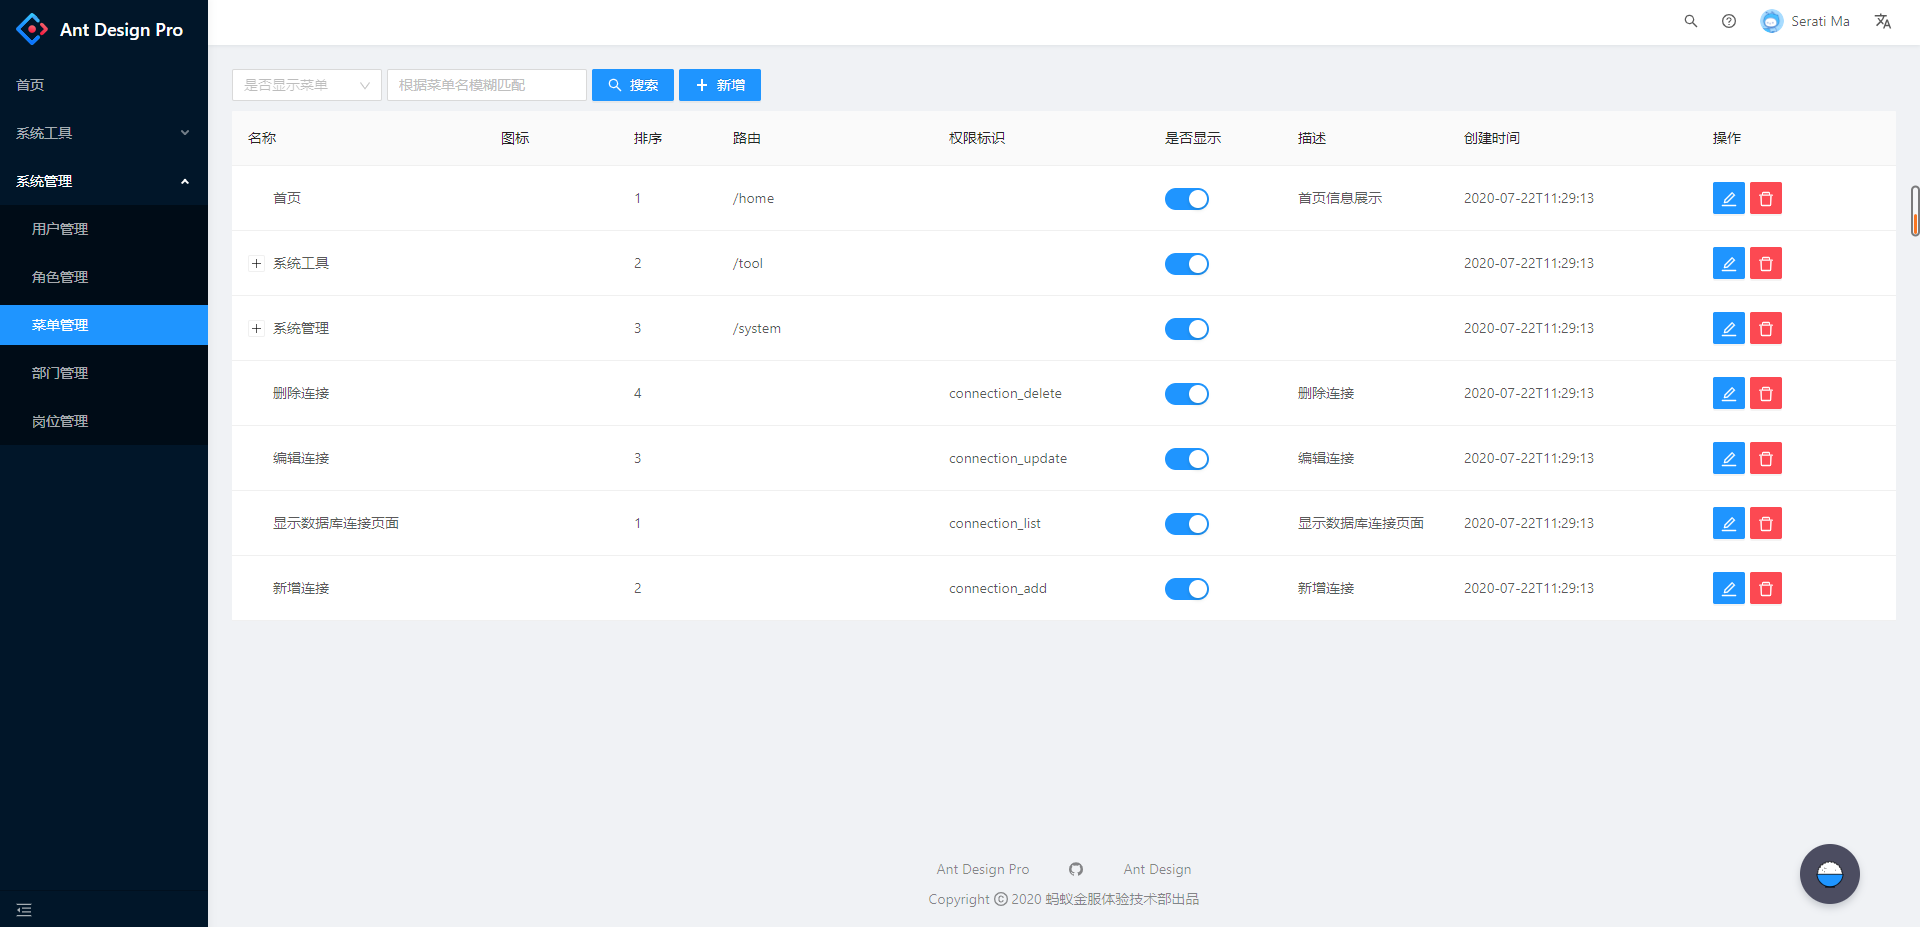 Ant Design Pro
Serati Ma
首页
系统工具
系统管理
用户管理
角色管理
菜单管理
部门管理
岗位管理
是否显示菜单 根据菜单名模糊匹配 搜索 新增
名称 图标 排序 路由 权限标识 是否显示 描述 创建时间 操作
首页 1 /home 首页信息展示 2020-07-22T11:29:13
系统工具 2 /tool 2020-07-22T11:29:13
系统管理 3 /system 2020-07-22T11:29:13
删除连接 4 connection_delete 删除连接 2020-07-22T11:29:13
编辑连接 3 connection_update 编辑连接 2020-07-22T11:29:13
显示数据库连接页面 1 connection_list 显示数据库连接页面 2020-07-22T11:29:13
新增连接 2 connection_add 新增连接 2020-07-22T11:29:13
Ant Design Pro Ant Design
Copyright © 2020 蚂蚁金服体验技术部出品